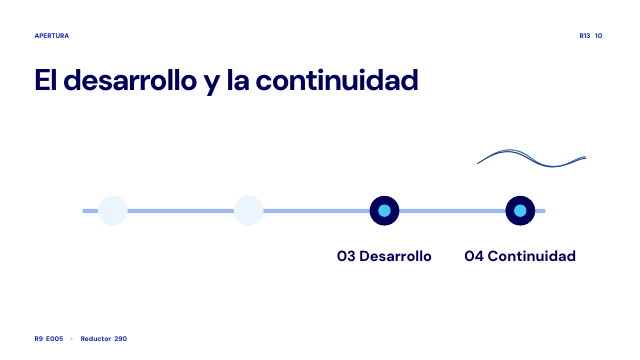 APERTURA
R13 10
El desarrollo y la continuidad
03 Desarrollo
04 Continuidad
R9 E005 · Reductor 290